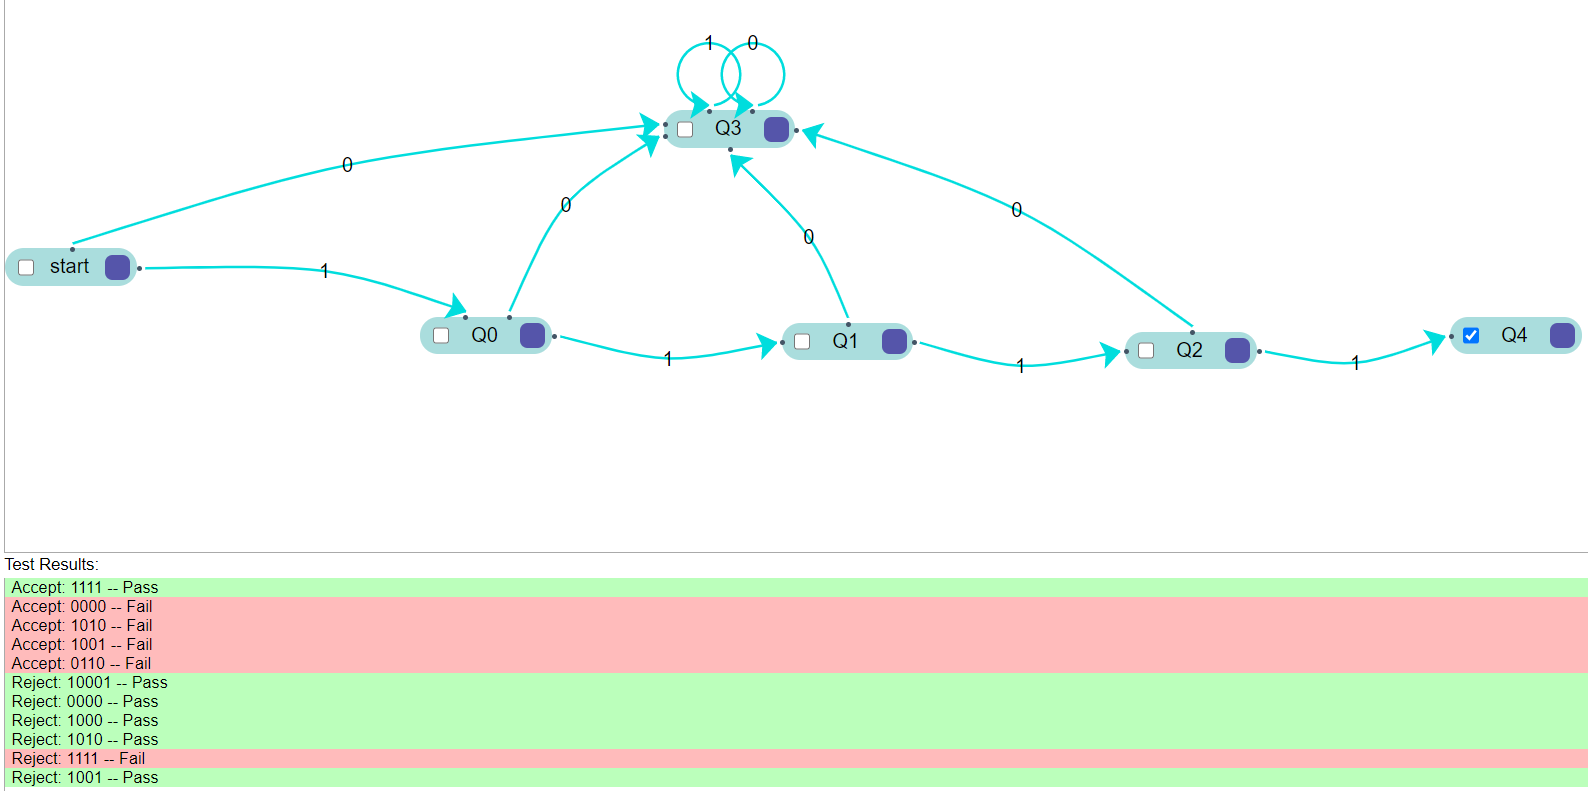 1 0
Q3
0
0
0
0
start
1
Q0
Q1
Q2
Q4
1
1
1
Test Results:
Accept: 1111 -- Pass
Accept: 0000 -- Fail
Accept: 1010 -- Fail
Accept: 1001 -- Fail
Accept: 0110 -- Fail
Reject: 10001 -- Pass
Reject: 0000 -- Pass
Reject: 1000 -- Pass
Reject: 1010 -- Pass
Reject: 1111 -- Fail
Reject: 1001 -- Pass